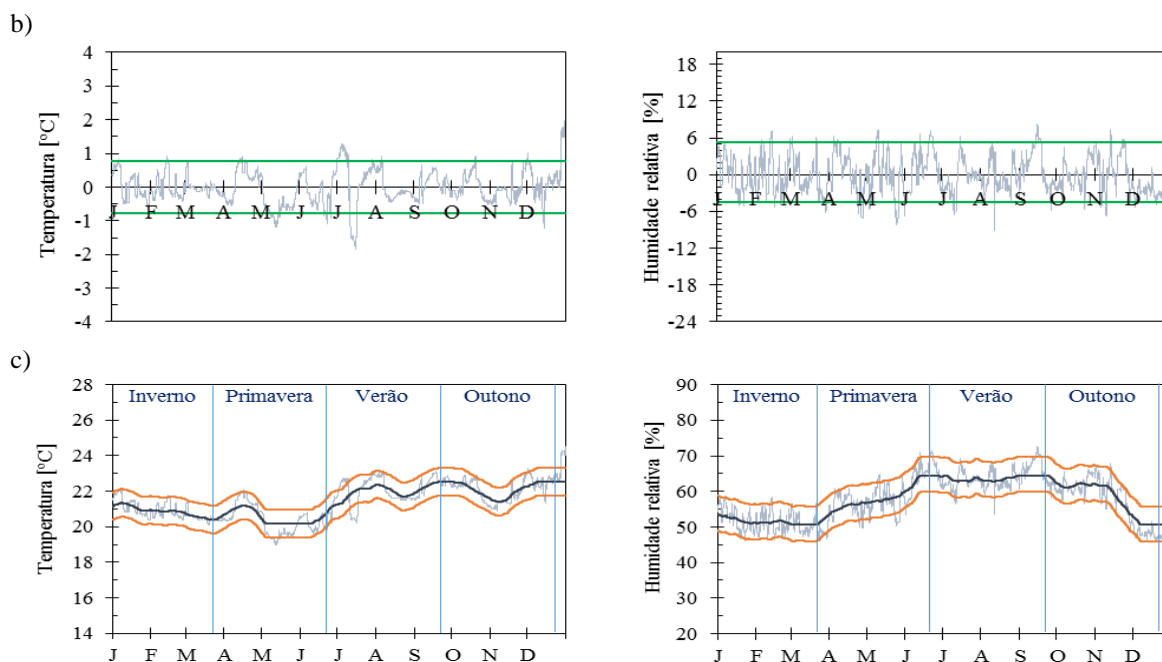 b)
Temperatura [ºC]
4
3
2
1
0
-1
-2
-3
-4
J F M A M J J A S O N D
Humidade relativa [%]
18
12
6
0
-6
-12
-18
-24
J F M A M J J A S O N D
c)
Temperatura [ºC]
28
26
24
22
20
18
16
14
Inverno Primavera Verão Outono
J F M A M J J A S O N D
Humidade relativa [%]
90
80
70
60
50
40
30
20
Inverno Primavera Verão Outono
J F M A M J J A S O N D